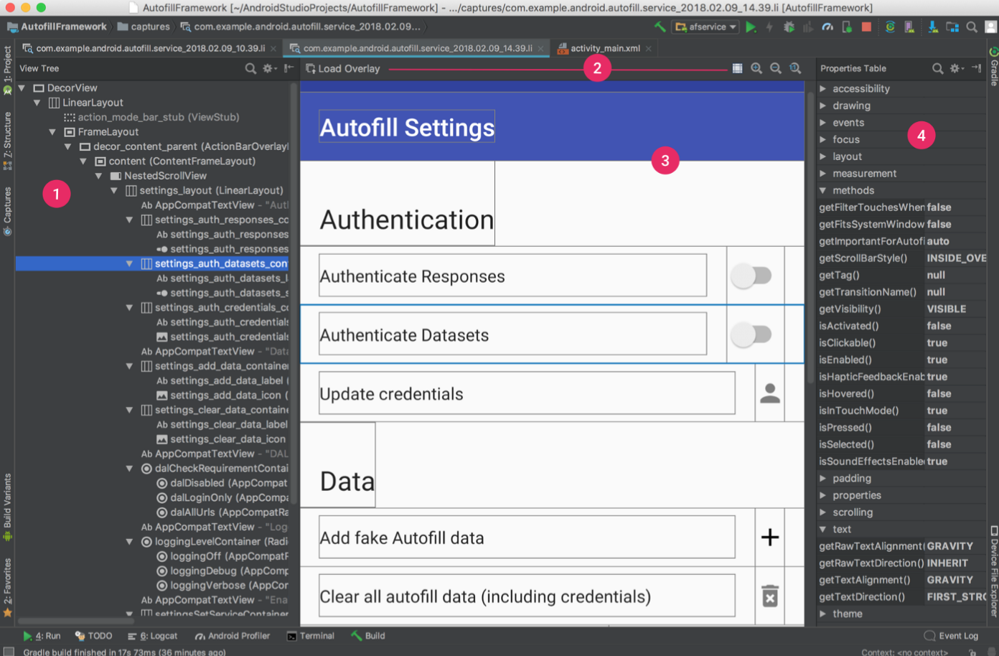 AutofillFramework [~/AndroidStudioProjects/AutofillFramework] - .../captures/com.example.android.autofill.service_2018.02.09_14.39.li [AutofillFramework]
AutofillFramework captures com.example.android.autofill.service_2018.02.09... afservice
com.example.android.autofill.service_2018.02.09_10.39.li com.example.android.autofill.service_2018.02.09_14.39.li activity_main.xml
1: Project
Z: Structure
Captures
Build Variants
2: Favorites
View Tree
DecorView
LinearLayout
action_mode_bar_stub (ViewStub)
FrameLayout
decor_content_parent (ActionBarOverlayl
content (ContentFrameLayout)
NestedScrollView
1
settings_layout (LinearLayout)
AppCompatTextView - "Aut
settings_auth_responses_co
settings_auth_responses
settings_auth_responses
settings_auth_datasets_con
settings_auth_datasets_l
settings_auth_datasets_s
settings_auth_credentials_co
settings_auth_credentials
settings_auth_credentials
AppCompatTextView - "Data
settings_add_data_container
settings_add_data_label (
settings_add_data_icon (
settings_clear_data_containe
settings_clear_data_label
settings_clear_data_icon
AppCompatTextView - "DAL
dalCheckRequirementContai
dalDisabled (AppCompat
dalLoginOnly (AppCompa
dalAllUrls (AppCompatRa
AppCompatTextView - "Log
loggingLevelContainer (Radio
loggingOff (AppCompatR
loggingDebug (AppComp
loggingVerbose (AppCor
AppCompatTextView - "Ena
settingsSetServiceContainer
Load Overlay
2
Autofill Settings
3
Authentication
Authenticate Responses
Authenticate Datasets
Update credentials
Data
Add fake Autofill data
Clear all autofill data (including credentials)
Properties Table
accessibility
drawing
events
4
focus
layout
measurement
methods
getFilterTouchesWhen false
getFitsSystemWindow false
getImportantForAutofi auto
getScrollBarStyle() INSIDE_OVE
getTag() null
getTransitionName() null
getVisibility() VISIBLE
isActivated() false
isClickable() true
isEnabled() true
isHapticFeedbackEnab true
isHovered() false
isInTouchMode() true
isPressed() false
isSelected() false
isSoundEffectsEnable true
padding
properties
scrolling
text
getRawTextAlignment( GRAVITY
getRawTextDirection() INHERIT
getTextAlignment() GRAVITY
getTextDirection() FIRST_STRO
theme
Gradle
Device File Explorer
4: Run TODO 6: Logcat Android Profiler Terminal Build Event Log
Gradle build finished in 17s 73ms (36 minutes ago) Context: <no context>